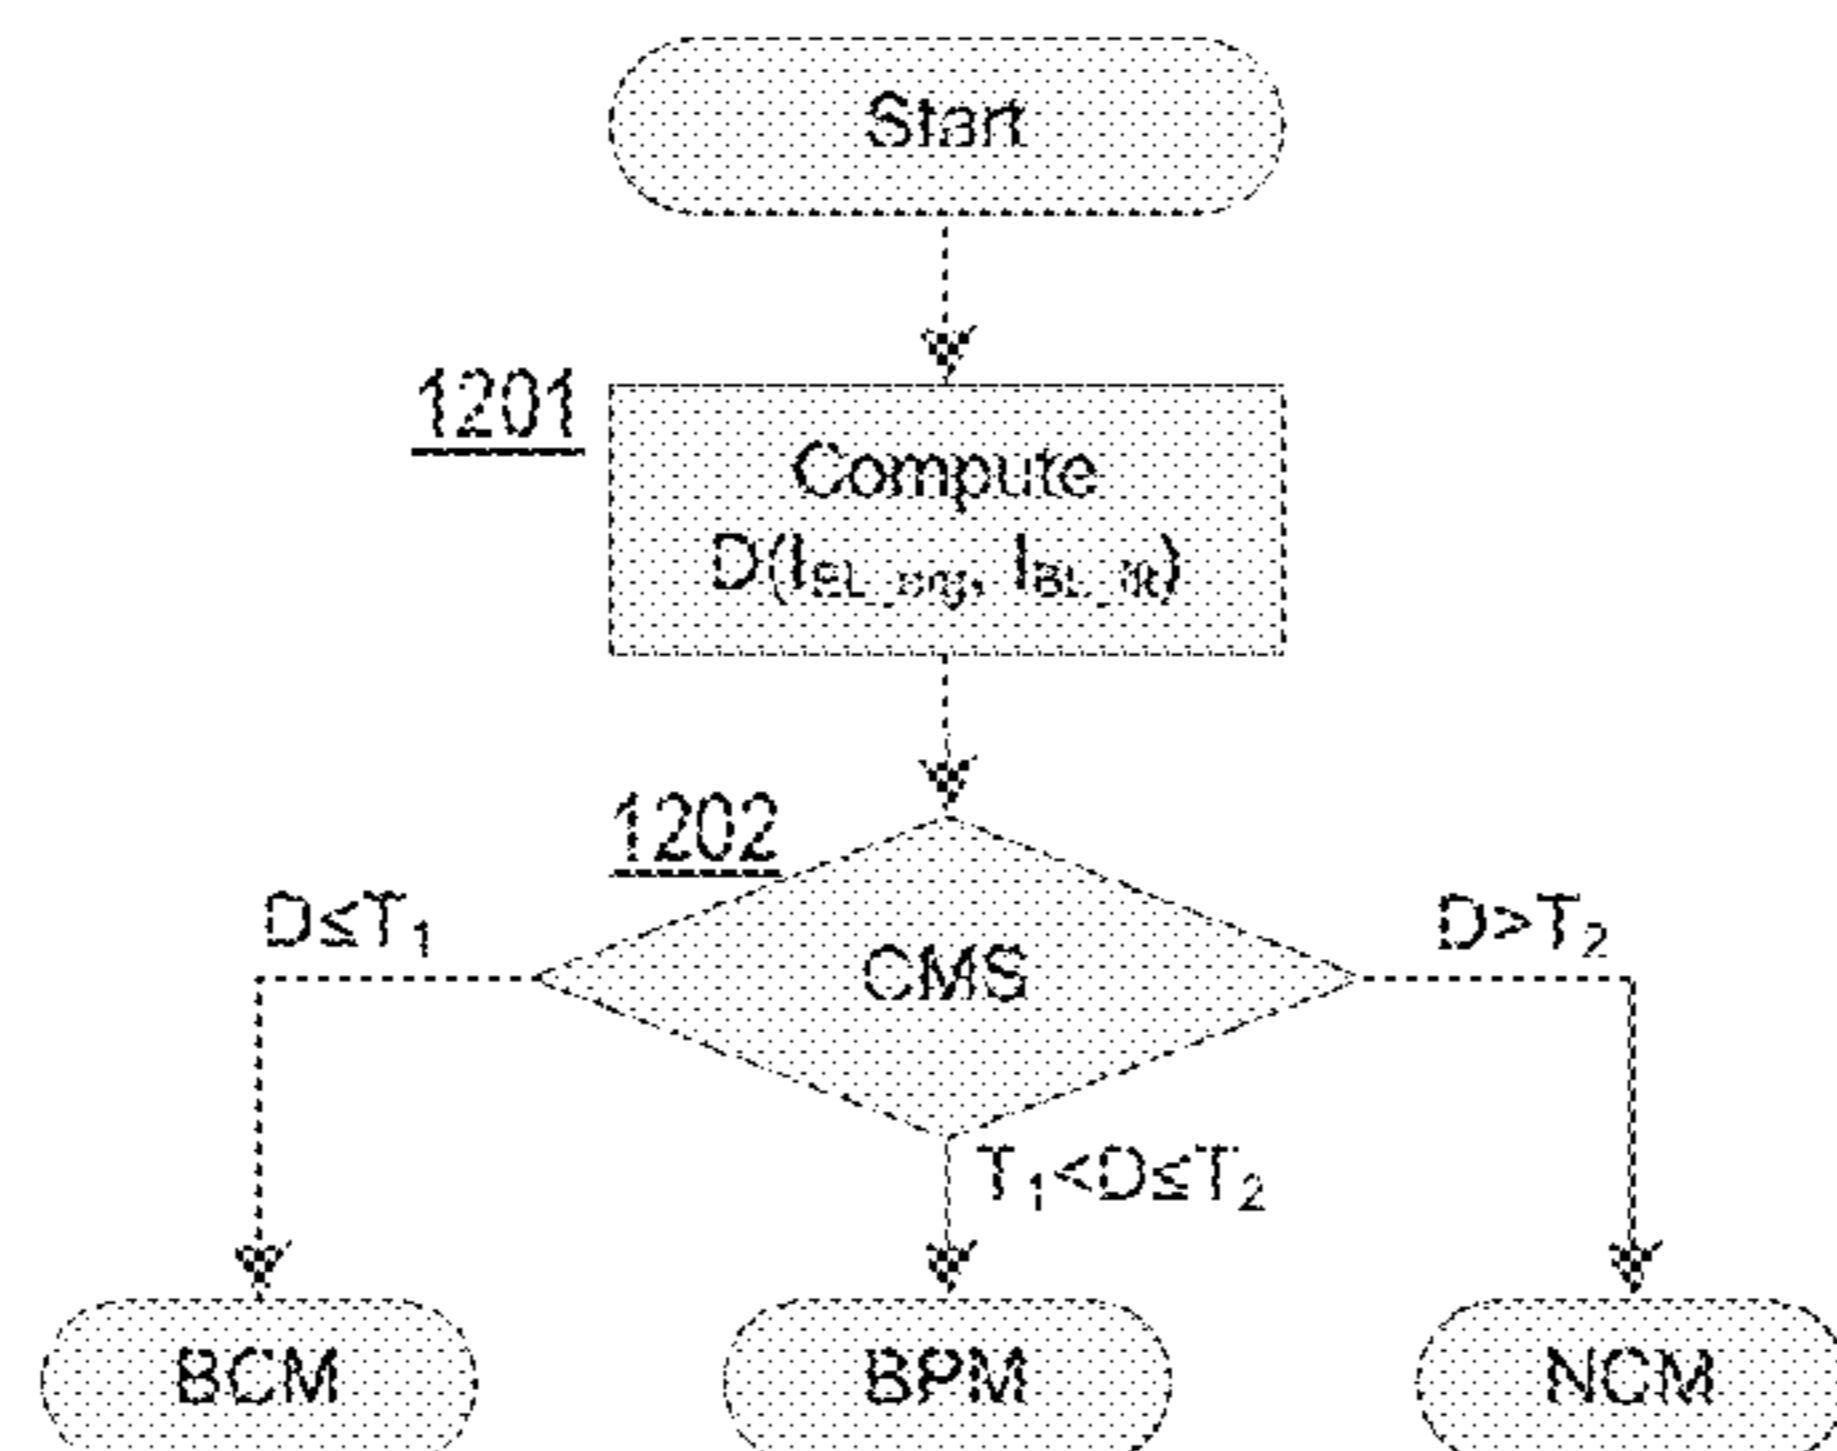 Start
1201
Compute
D(I
1202
D≤T₁
CMS
D>T₂
T₁<D≤T₂
BCM
BPM
NCM